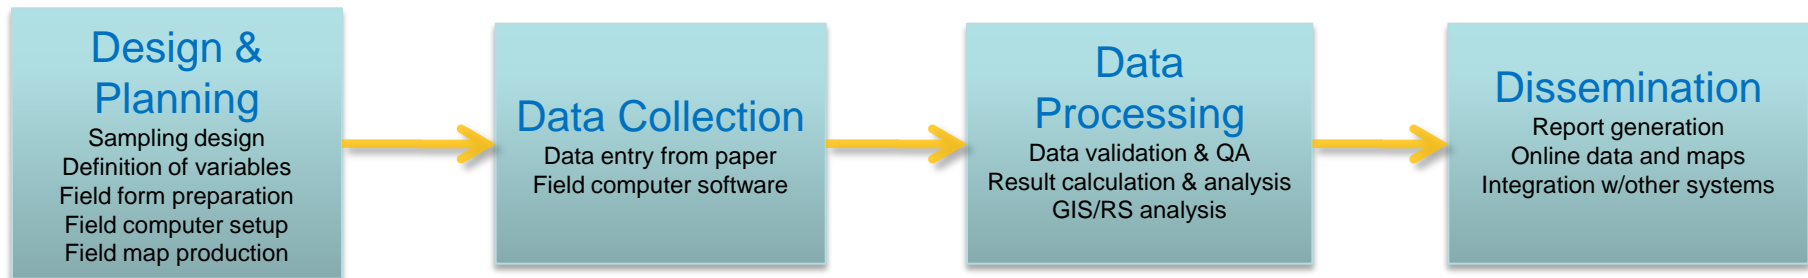 Design &
Planning
Sampling design
Definition of variables
Field form preparation
Field computer setup
Field map production
Data Collection
Data entry from paper
Field computer software
Data
Processing
Data validation & QA
Result calculation & analysis
GIS/RS analysis
Dissemination
Report generation
Online data and maps
Integration w/other systems